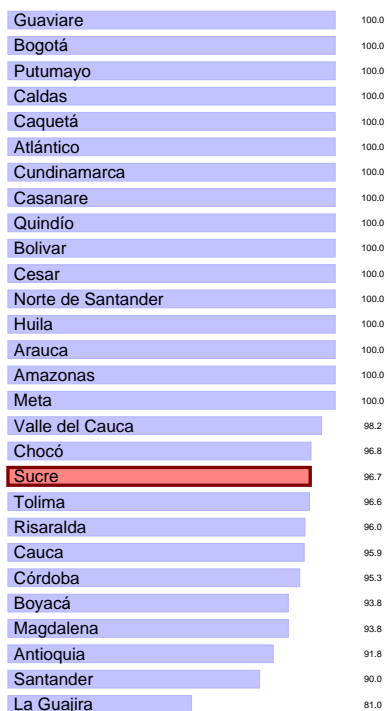 Guaviare 100.0
Bogotá 100.0
Putumayo 100.0
Caldas 100.0
Caquetá 100.0
Atlántico 100.0
Cundinamarca 100.0
Casanare 100.0
Quindío 100.0
Bolivar 100.0
Cesar 100.0
Norte de Santander 100.0
Huila 100.0
Arauca 100.0
Amazonas 100.0
Meta 100.0
Valle del Cauca 98.2
Chocó 96.8
Sucre 96.7
Tolima 96.6
Risaralda 96.0
Cauca 95.9
Córdoba 95.3
Boyacá 93.8
Magdalena 93.8
Antioquia 91.8
Santander 90.0
La Guajira 81.0